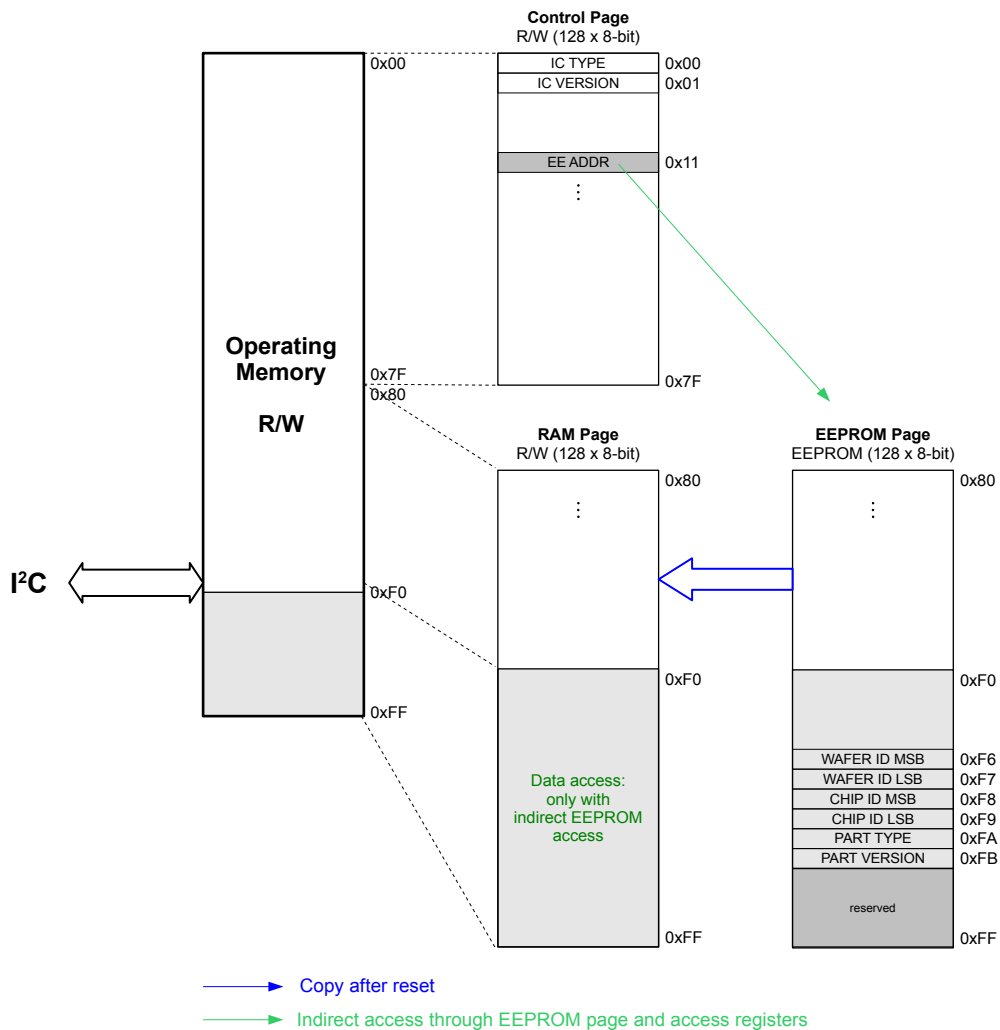 Control Page
R/W (128 x 8-bit)
0x00
IC TYPE
0x00
IC VERSION
0x01
EE ADDR
0x11
⋮
Operating
Memory
R/W
0x7F
0x80
0x7F
RAM Page
R/W (128 x 8-bit)
EEPROM Page
EEPROM (128 x 8-bit)
0x80
⋮
0x80
⋮
I²C
0xF0
0xFF
0xF0
Data access:
only with
indirect EEPROM
access
0xFF
0xF0
WAFER ID MSB
0xF6
WAFER ID LSB
0xF7
CHIP ID MSB
0xF8
CHIP ID LSB
0xF9
PART TYPE
0xFA
PART VERSION
0xFB
reserved
0xFF
Copy after reset
Indirect access through EEPROM page and access registers